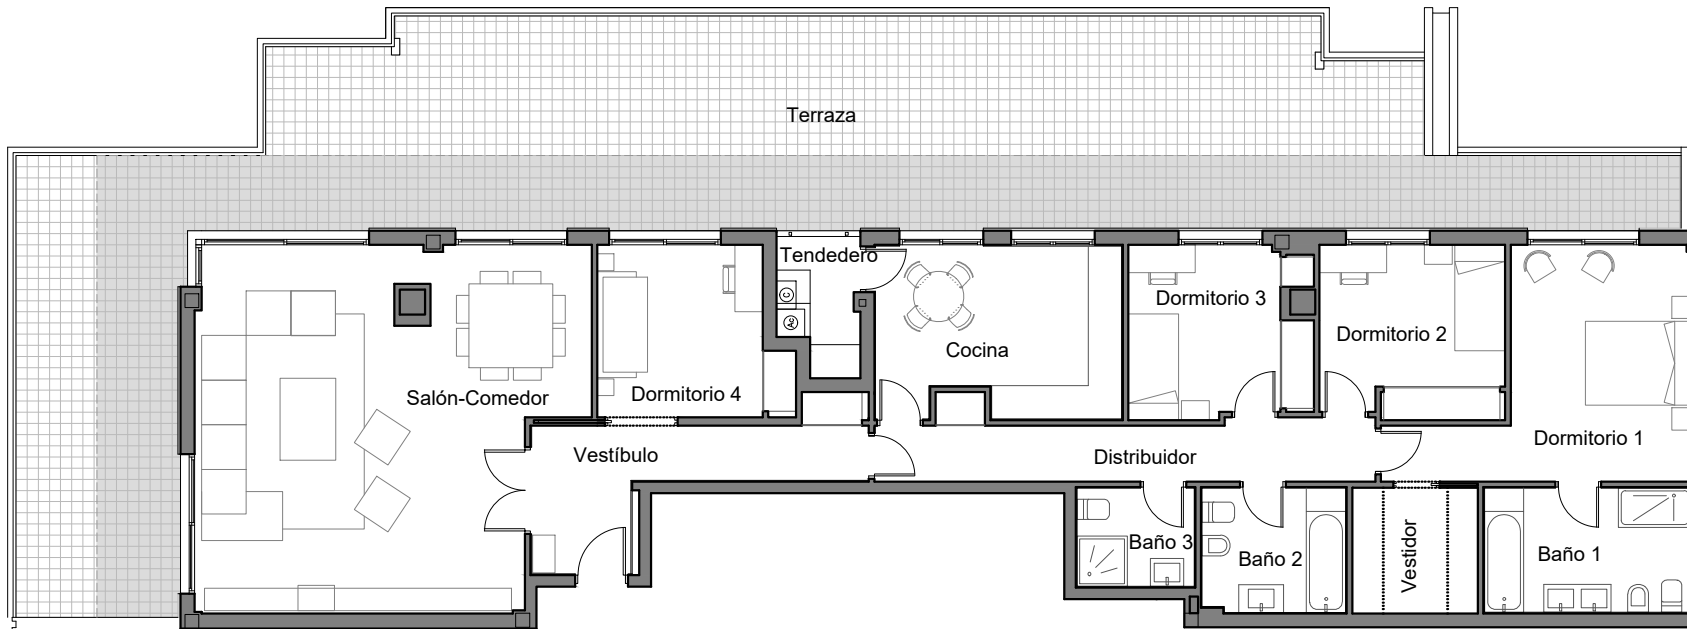 Terraza
Tendedero
C
Ac
Dormitorio 3
Dormitorio 2
Cocina
Dormitorio 4
Salón-Comedor
Dormitorio 1
Vestíbulo
Distribuidor
Baño 3
Baño 2
Vestidor
Baño 1